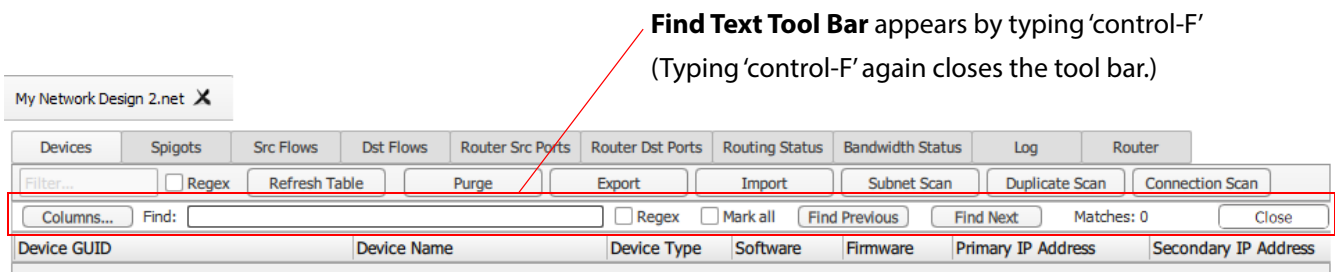 Find Text Tool Bar appears by typing ‘control-F’
(Typing ‘control-F’ again closes the tool bar.)
My Network Design 2.net X
Devices Spigots Src Flows Dst Flows Router Src Ports Router Dst Ports Routing Status Bandwidth Status Log Router
Filter... Regex Refresh Table Purge Export Import Subnet Scan Duplicate Scan Connection Scan
Columns... Find: Regex Mark all Find Previous Find Next Matches: 0 Close
Device GUID Device Name Device Type Software Firmware Primary IP Address Secondary IP Address